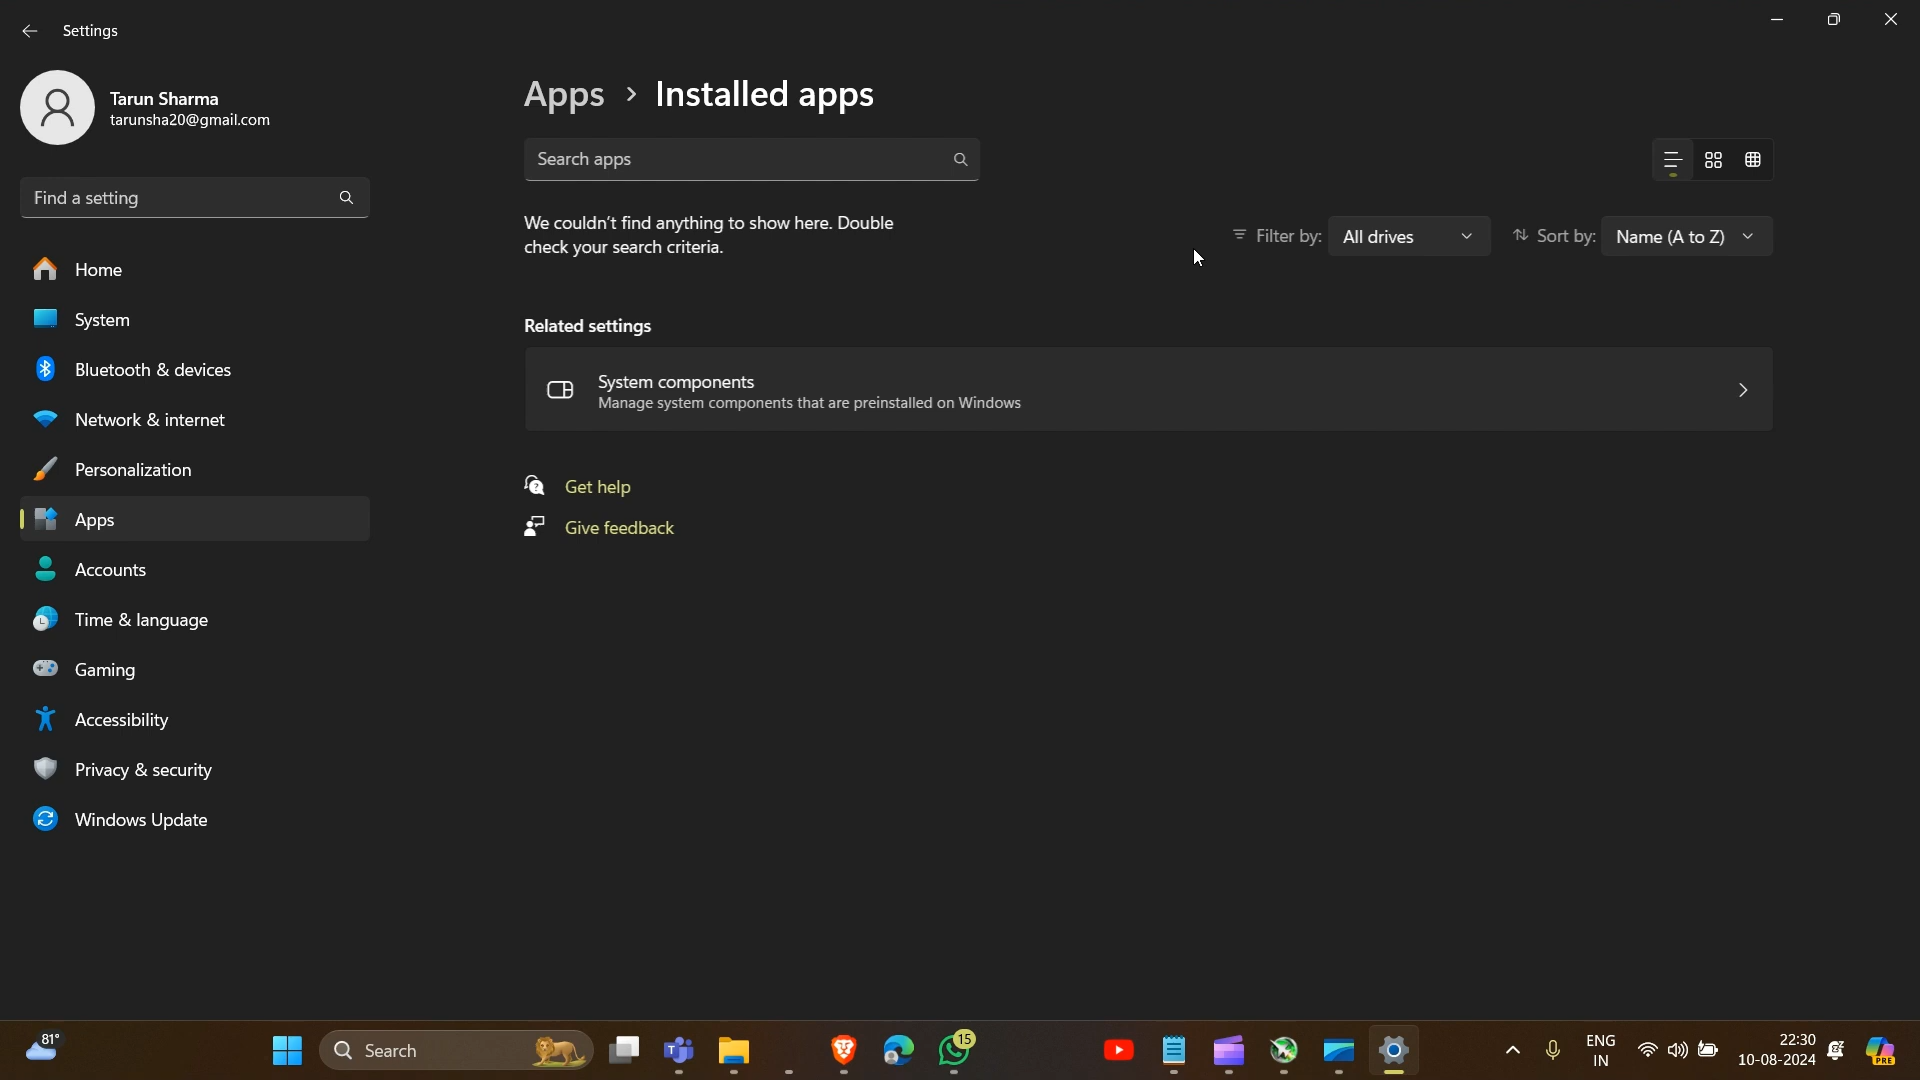 Settings
Tarun Sharma
tarunsha20@gmail.com
Find a setting
Home
System
Bluetooth & devices
Network & internet
Personalization
Apps
Accounts
Time & language
Gaming
Accessibility
Privacy & security
Windows Update
Apps > Installed apps
Search apps
We couldn't find anything to show here. Double
check your search criteria.
Filter by: All drives
Sort by: Name (A to Z)
Related settings
System components
Manage system components that are preinstalled on Windows
Get help
Give feedback
81°
Search
15
ENG
IN
22:30
10-08-2024
PRE